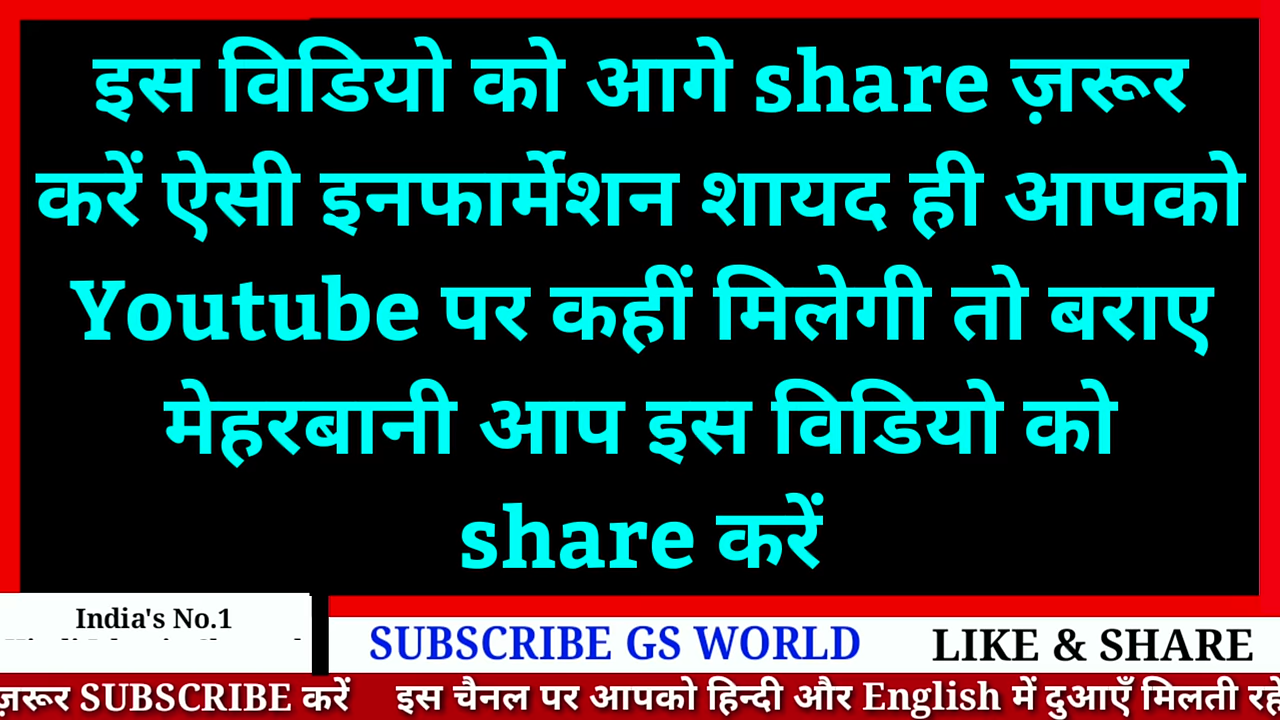 इस विडियो को आगे share ज़रूर
करें ऐसी इनफार्मेशन शायद ही आपको
Youtube पर कहीं मिलेगी तो बराए
मेहरबानी आप इस विडियो को
share करें
India's No.1
SUBSCRIBE GS WORLD LIKE & SHARE
ज़रूर SUBSCRIBE करें इस चैनल पर आपको हिन्दी और English में दुआएँ मिलती रहे